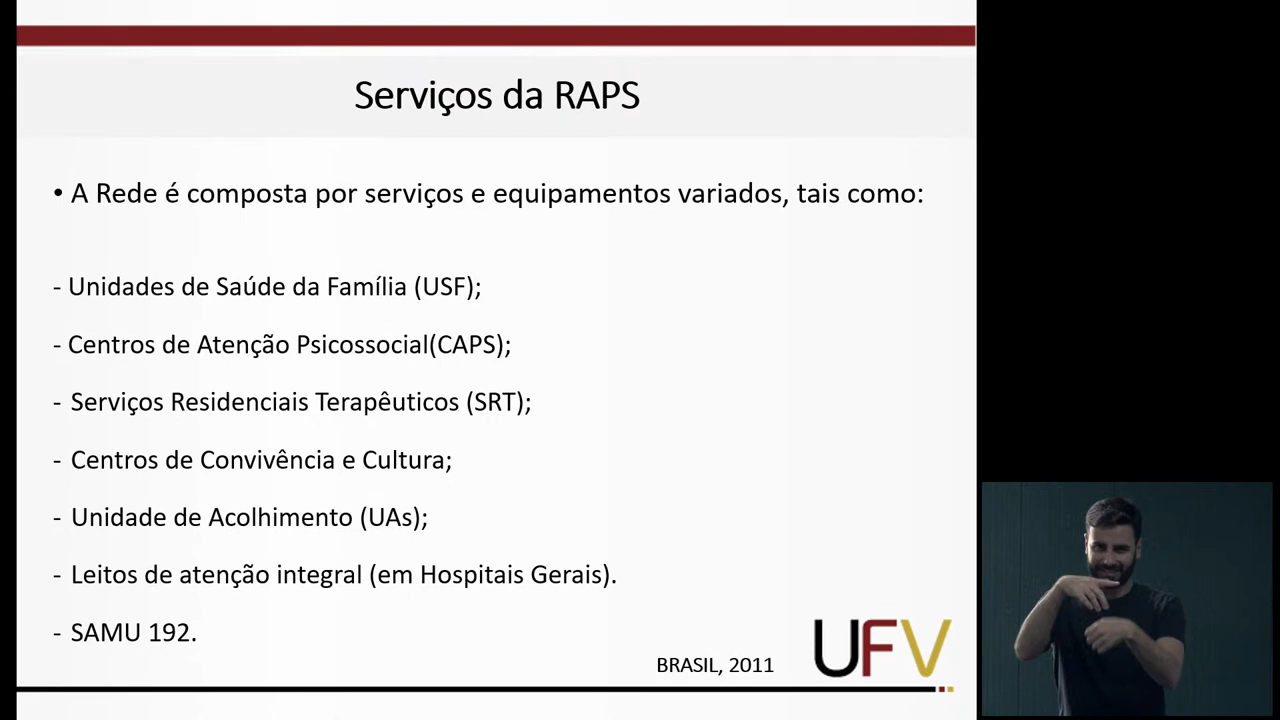 Serviços da RAPS
• A Rede é composta por serviços e equipamentos variados, tais como:
- Unidades de Saúde da Família (USF);
- Centros de Atenção Psicossocial(CAPS);
- Serviços Residenciais Terapêuticos (SRT);
- Centros de Convivência e Cultura;
- Unidade de Acolhimento (UAs);
- Leitos de atenção integral (em Hospitais Gerais).
- SAMU 192.
BRASIL, 2011
UFV